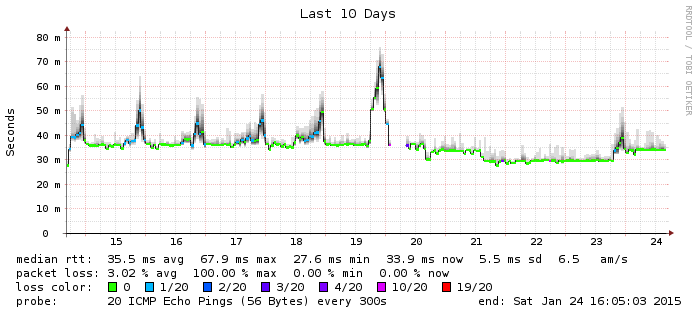 Last 10 Days
RRDTOOL / TOBI OETIKER
Seconds
80 m
70 m
60 m
50 m
40 m
30 m
20 m
10 m
0
15 16 17 18 19 20 21 22 23 24
median rtt: 35.5 ms avg 67.9 ms max 27.6 ms min 33.9 ms now 5.5 ms sd 6.5 am/s
packet loss: 3.02 % avg 100.00 % max 0.00 % min 0.00 % now
loss color: 0 1/20 2/20 3/20 4/20 10/20 19/20
probe: 20 ICMP Echo Pings (56 Bytes) every 300s end: Sat Jan 24 16:05:03 2015